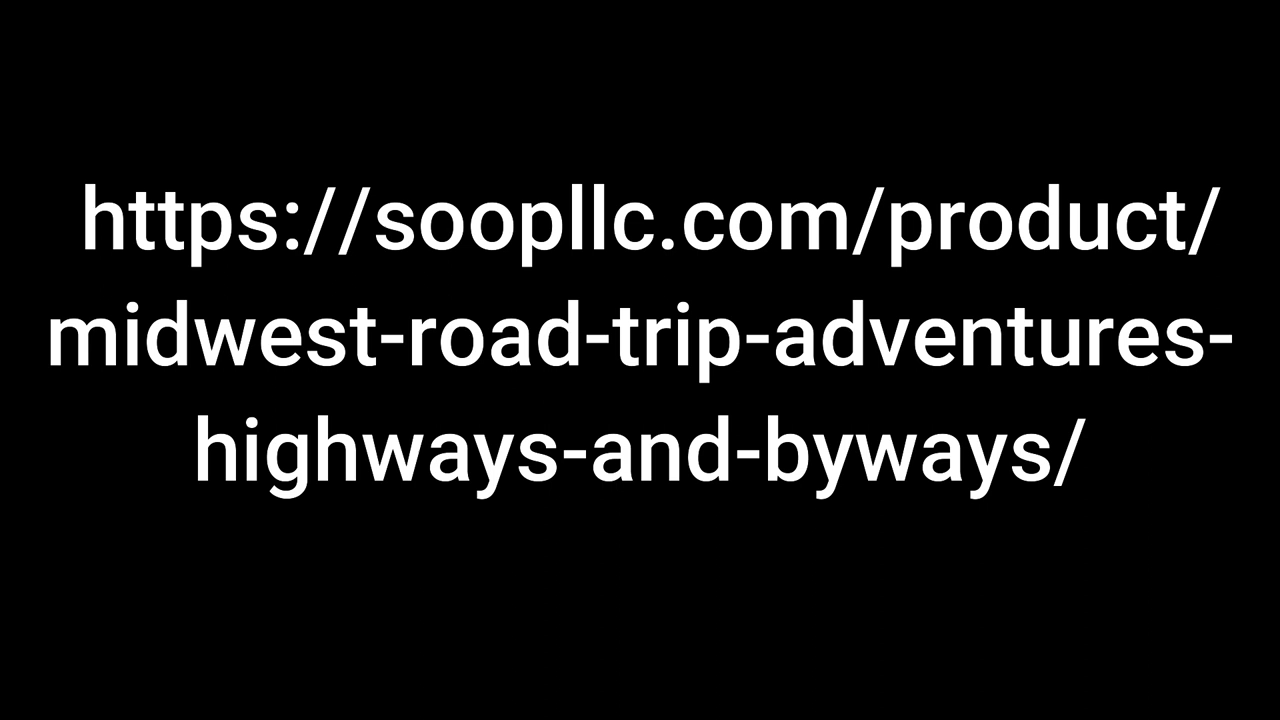 https://soopllc.com/product/
midwest-road-trip-adventures-
highways-and-byways/